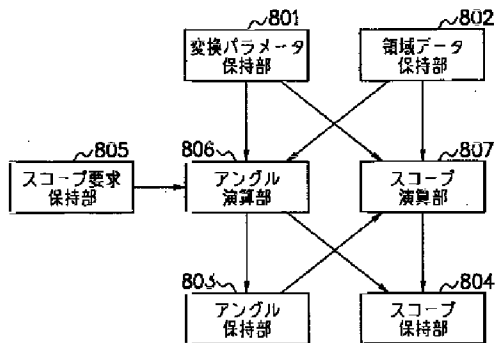 801
変換パラメータ
保持部
802
領域データ
保持部
805
スコープ要求
保持部
806
アングル
演算部
807
スコープ
演算部
803
アングル
保持部
804
スコープ
保持部